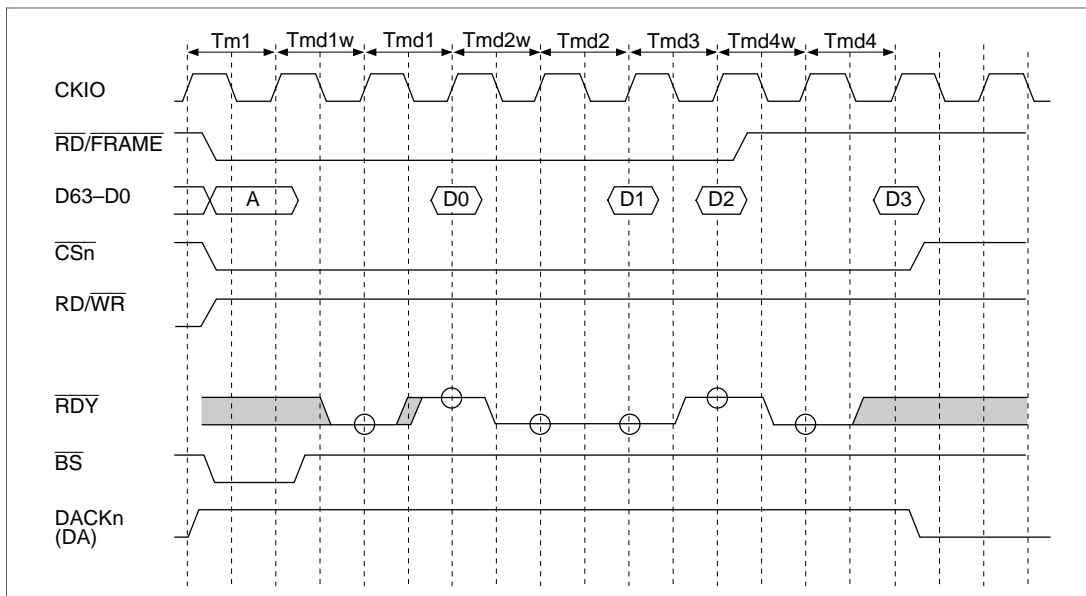 Tm1 Tmd1w Tmd1 Tmd2w Tmd2 Tmd3 Tmd4w Tmd4
CKIO
RD/FRAME
D63–D0 A D0 D1 D2 D3
CSn
RD/WR
RDY
BS
DACKn
(DA)